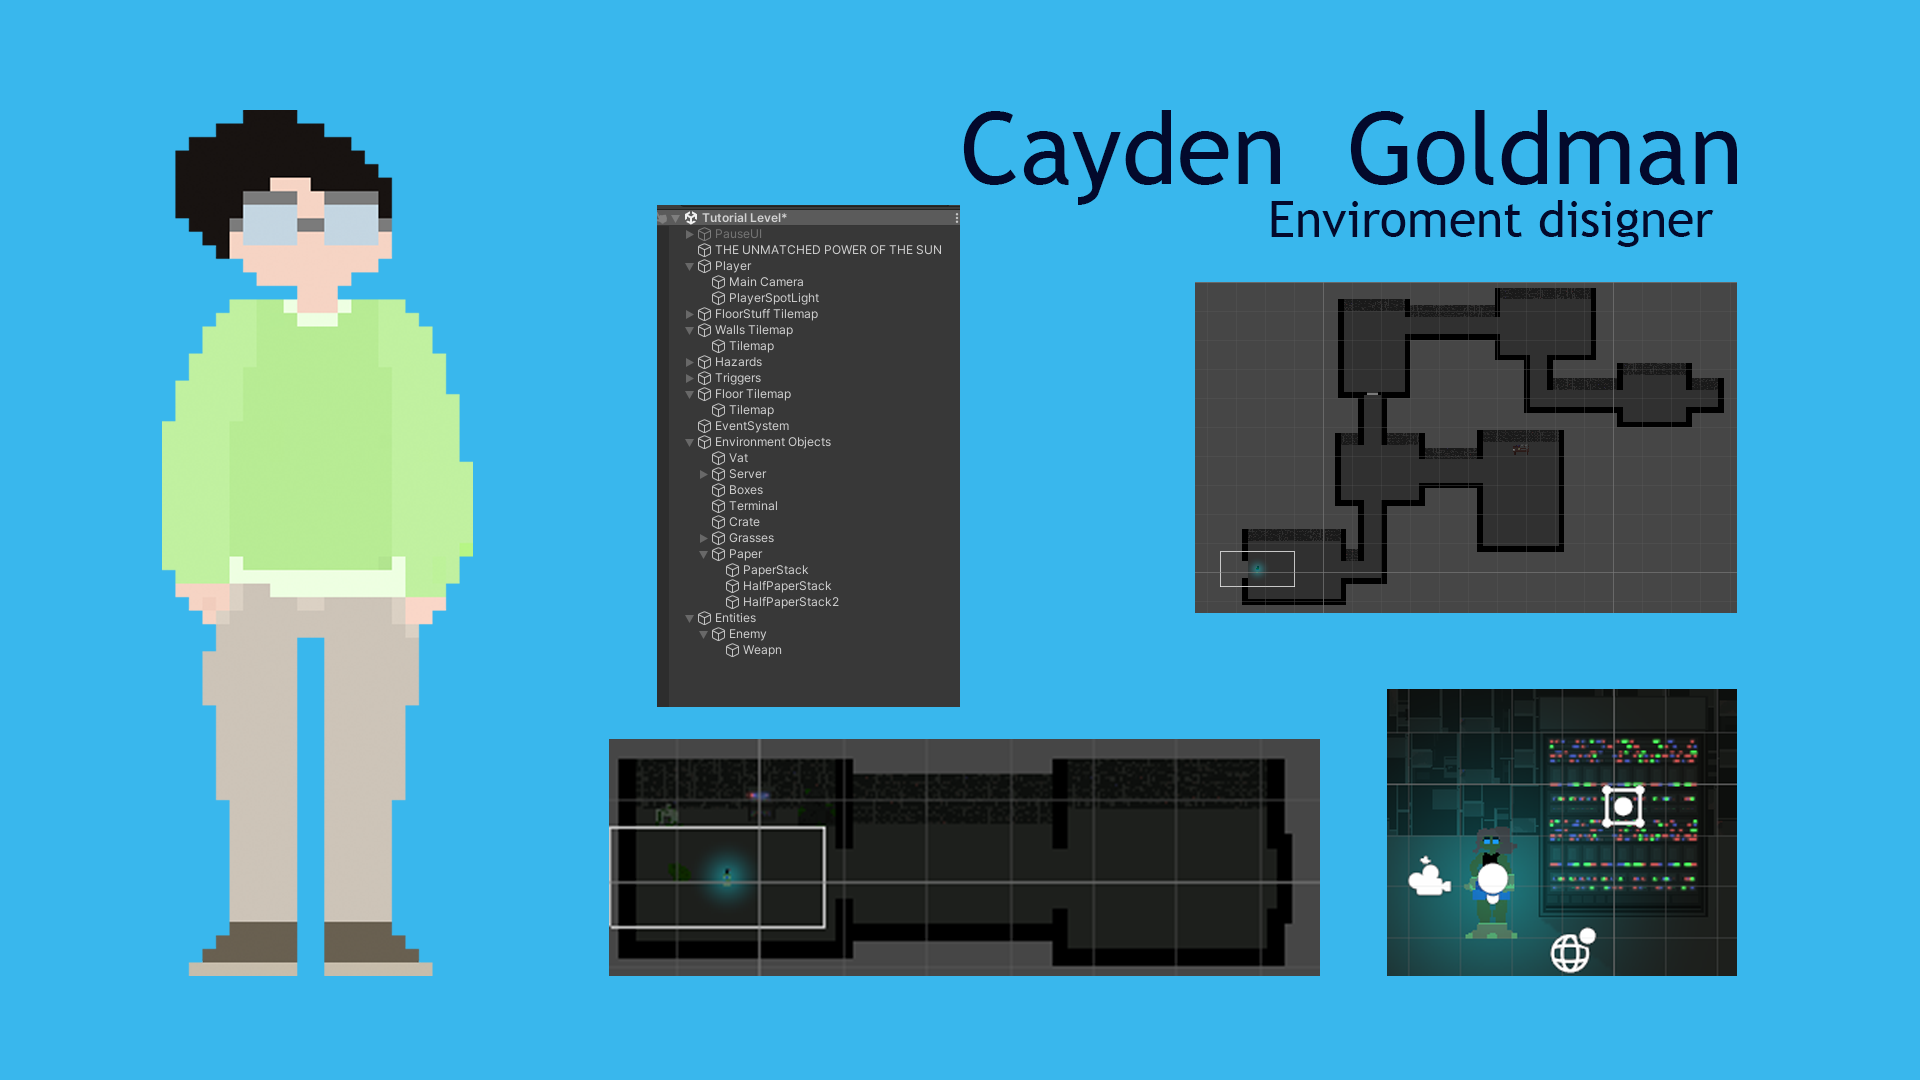 Cayden Goldman
Enviroment disigner
Tutorial Level*
PauseUI
THE UNMATCHED POWER OF THE SUN
Player
Main Camera
PlayerSpotLight
FloorStuff Tilemap
Walls Tilemap
Tilemap
Hazards
Triggers
Floor Tilemap
Tilemap
EventSystem
Environment Objects
Vat
Server
Boxes
Terminal
Crate
Grasses
Paper
PaperStack
HalfPaperStack
HalfPaperStack2
Entities
Enemy
Weapn